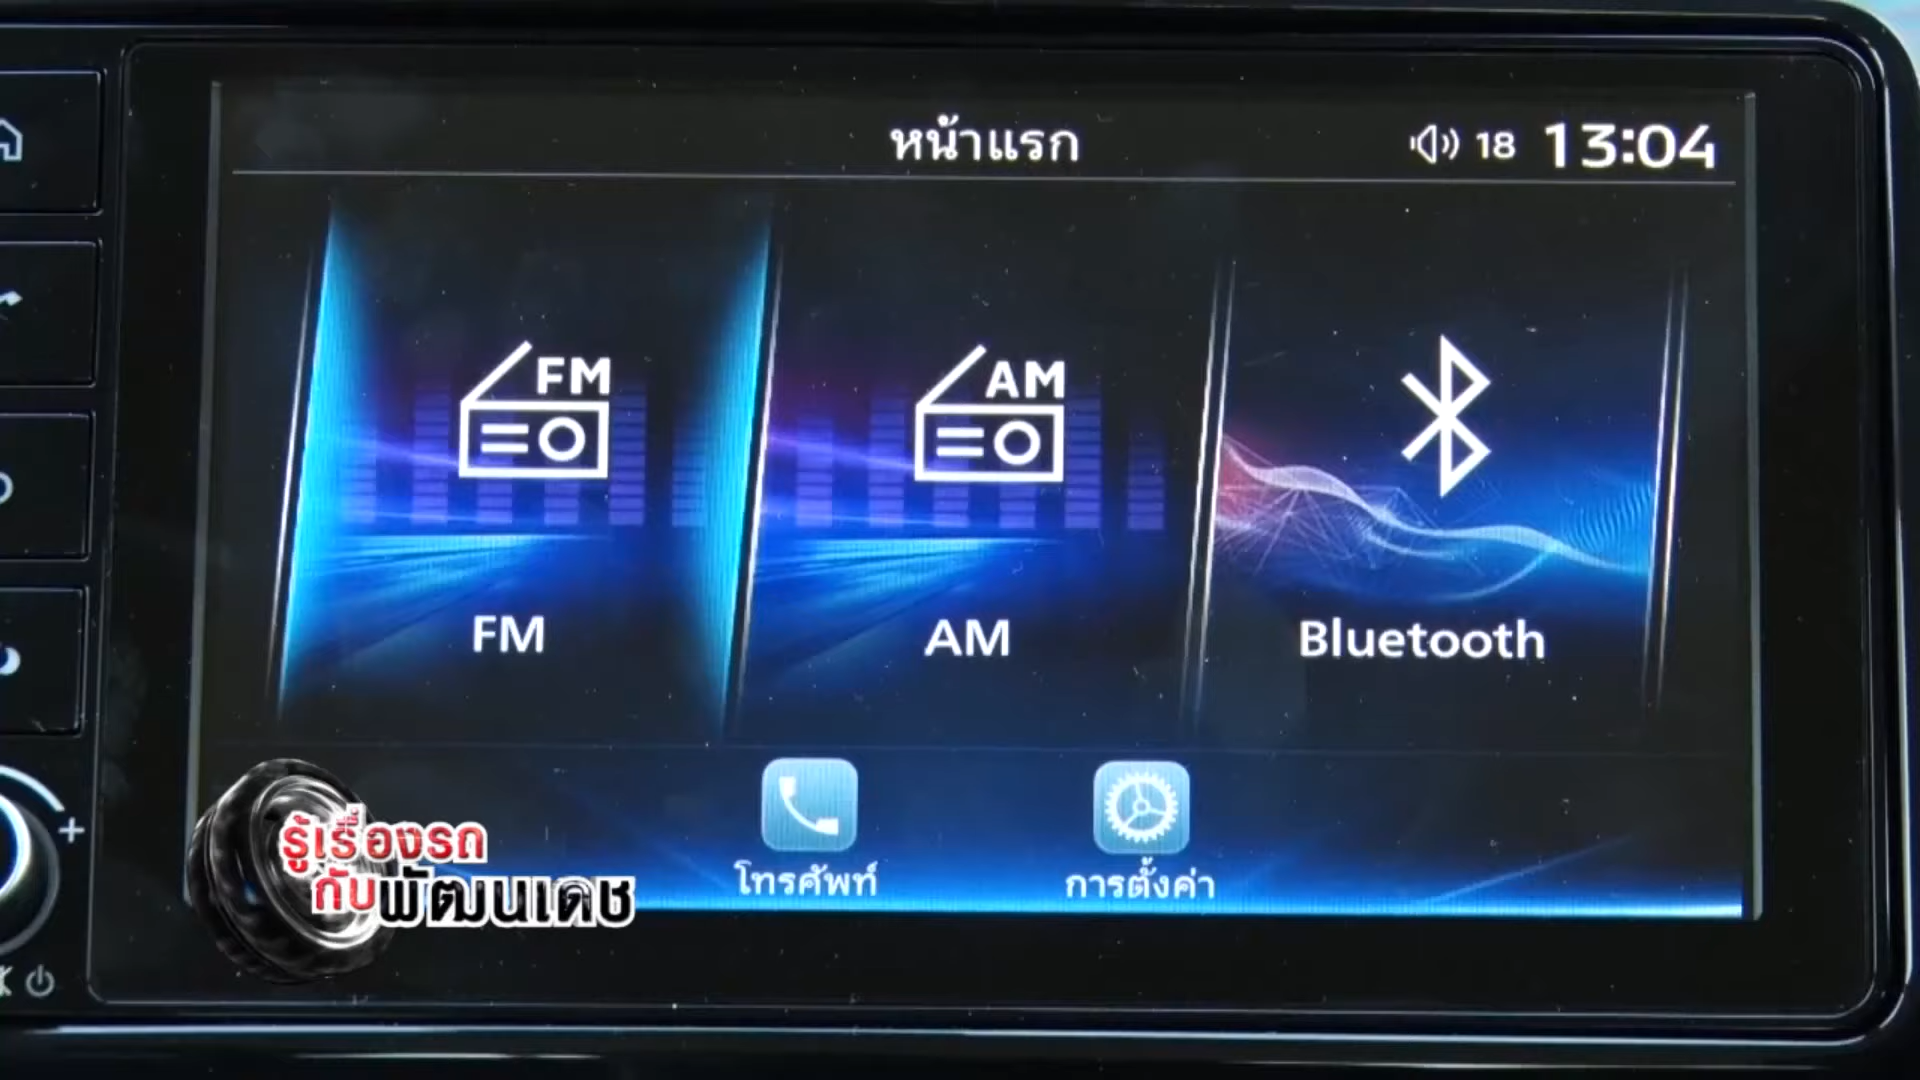 หน้าแรก
18 13:04
FM
AM
FM
AM
Bluetooth
โทรศัพท์
การตั้งค่า
รู้เรื่องรถ
กับพัฒนเดช
+